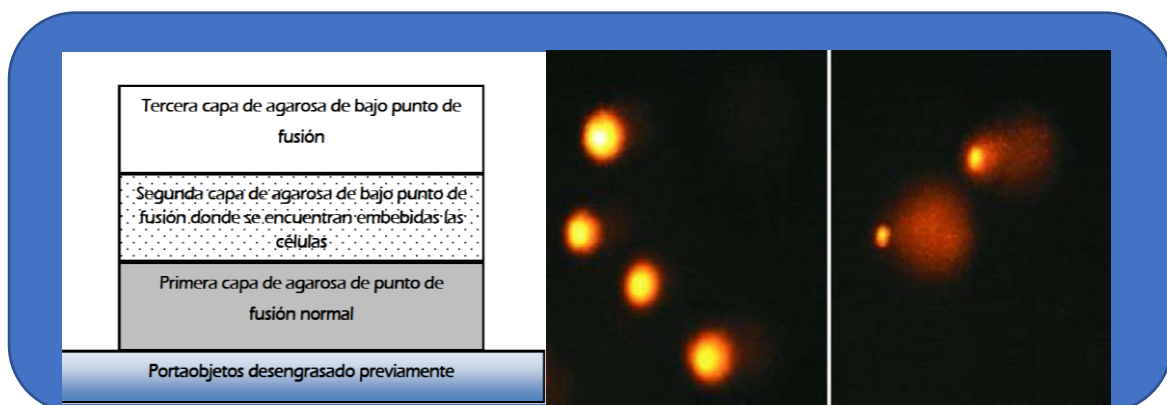 Tercera capa de agarosa de bajo punto de
fusión
Segunda capa de agarosa de bajo punto de
fusión donde se encuentran embebidas las
células
Primera capa de agarosa de punto de
fusión normal
Portaobjetos desengrasado previamente